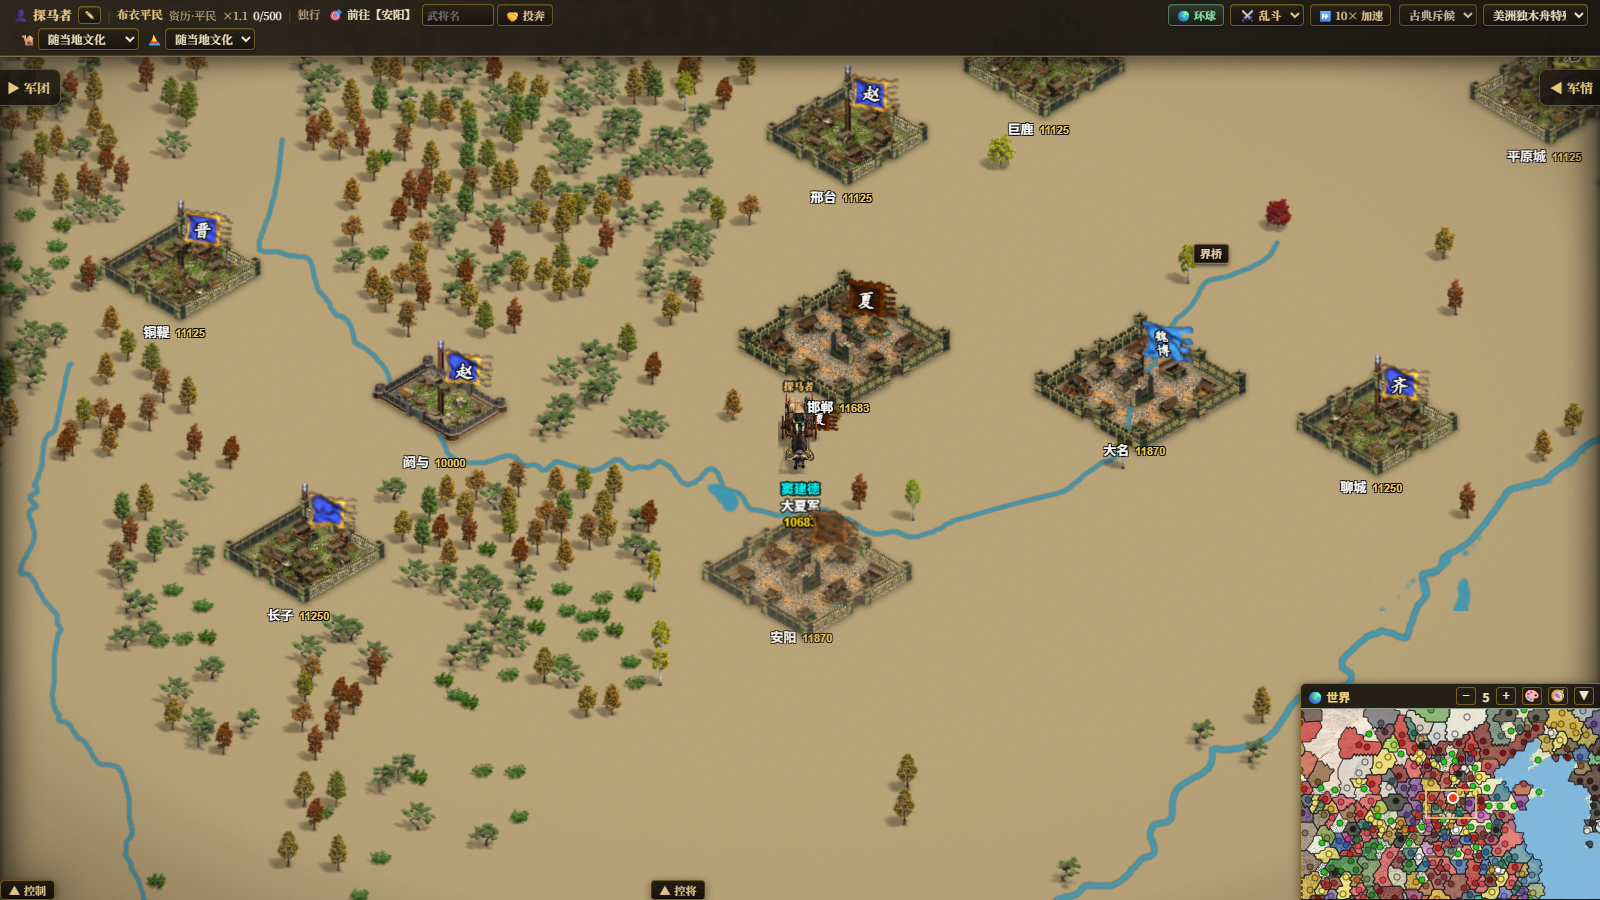 探马者 布衣平民 资历·平民 ×1.1 0/500 独行 前往【安阳】 武将名 投奔 环球 乱斗 10× 加速 古典斥候 美洲独木舟特
随当地文化 随当地文化
军团
军情
赵
邢台 11125
巨鹿 11125
平原城 11125
晋
铜鞮 11125
界桥
夏
赵
魏博
齐
探马者
邯郸 11683
夏
阏与 10000
大名 11870
聊城 11250
窦建德
大夏军
1068
长子 11250
安阳 11870
世界 − 5 +
控制
控将